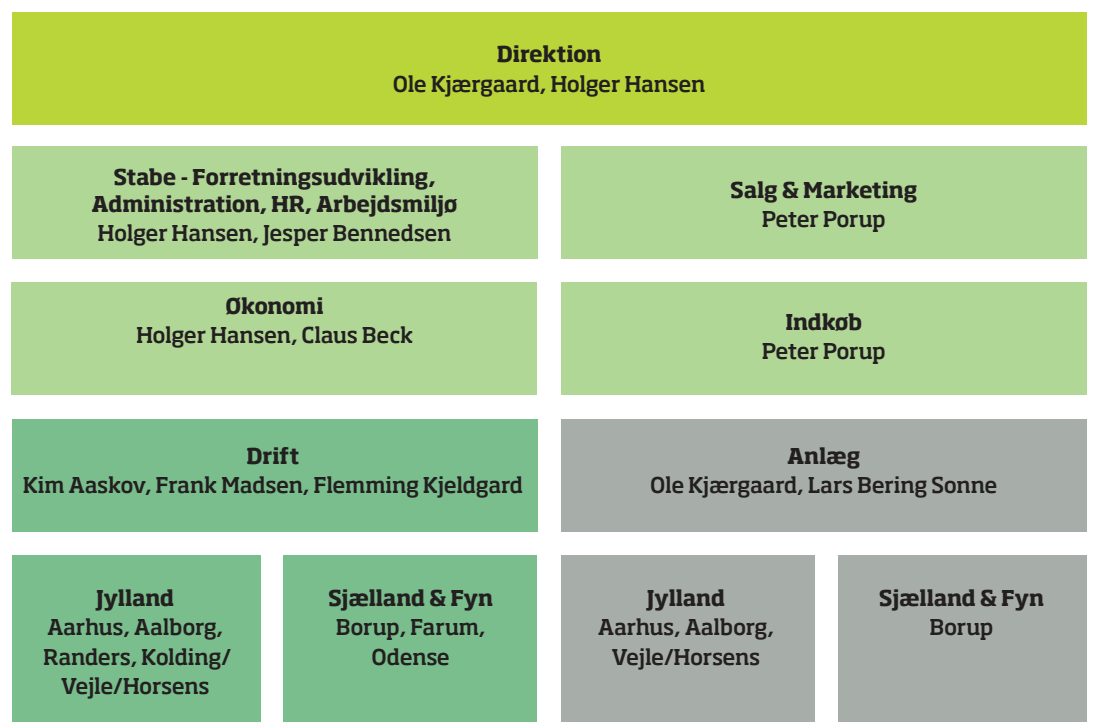 Direktion
Ole Kjærgaard, Holger Hansen
Stabe - Forretningsudvikling,
Administration, HR, Arbejdsmiljø
Holger Hansen, Jesper Bennedsen
Salg & Marketing
Peter Porup
Økonomi
Holger Hansen, Claus Beck
Indkøb
Peter Porup
Drift
Kim Aaskov, Frank Madsen, Flemming Kjeldgard
Anlæg
Ole Kjærgaard, Lars Bering Sonne
Jylland
Aarhus, Aalborg,
Randers, Kolding/
Vejle/Horsens
Sjælland & Fyn
Borup, Farum,
Odense
Jylland
Aarhus, Aalborg,
Vejle/Horsens
Sjælland & Fyn
Borup